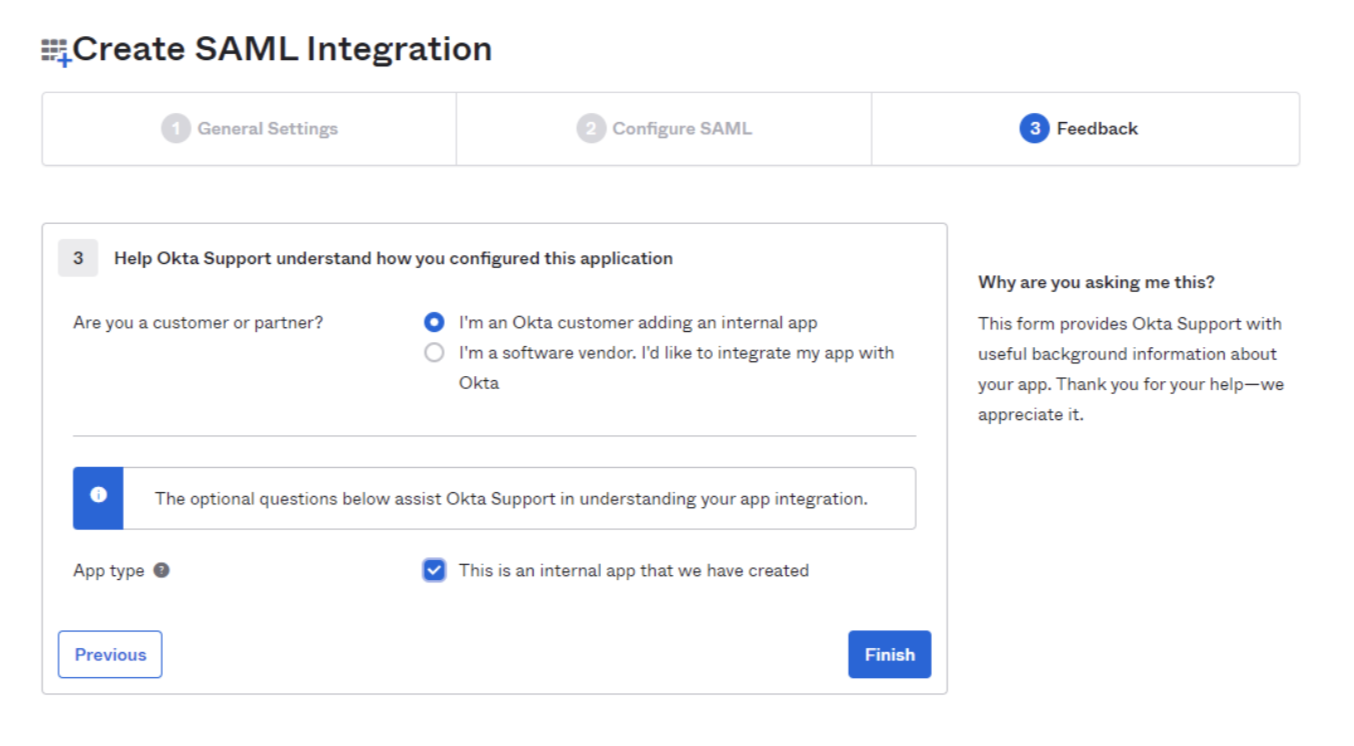 Create SAML Integration
1 General Settings
2 Configure SAML
3 Feedback
3 Help Okta Support understand how you configured this application
Are you a customer or partner?
I'm an Okta customer adding an internal app
I'm a software vendor. I'd like to integrate my app with
Okta
i The optional questions below assist Okta Support in understanding your app integration.
App type ?
This is an internal app that we have created
Previous
Finish
Why are you asking me this?
This form provides Okta Support with
useful background information about
your app. Thank you for your help—we
appreciate it.